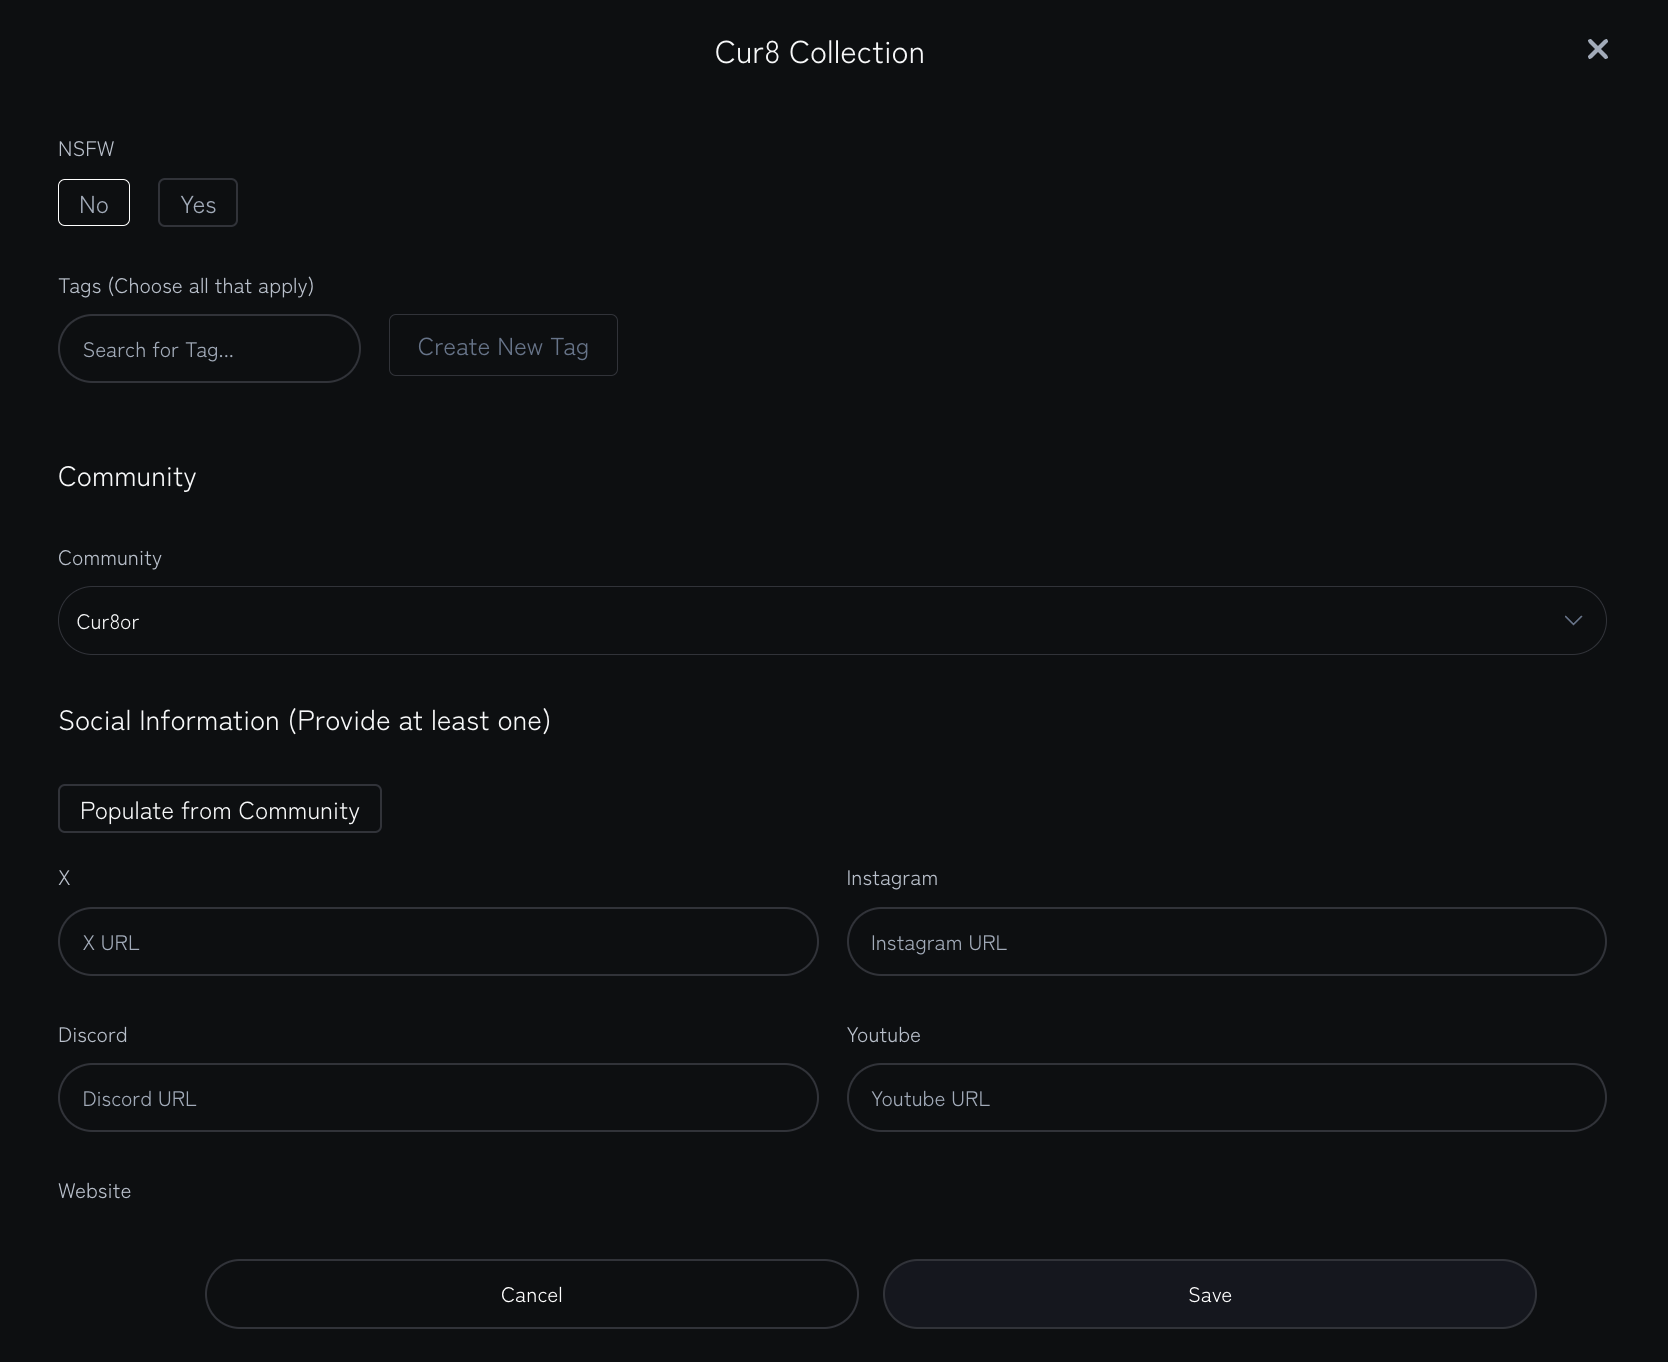 Cur8 Collection
NSFW
No Yes
Tags (Choose all that apply)
Search for Tag...
Create New Tag
Community
Community
Cur8or
Social Information (Provide at least one)
Populate from Community
X
Instagram
X URL
Instagram URL
Discord
Youtube
Discord URL
Youtube URL
Website
Cancel
Save